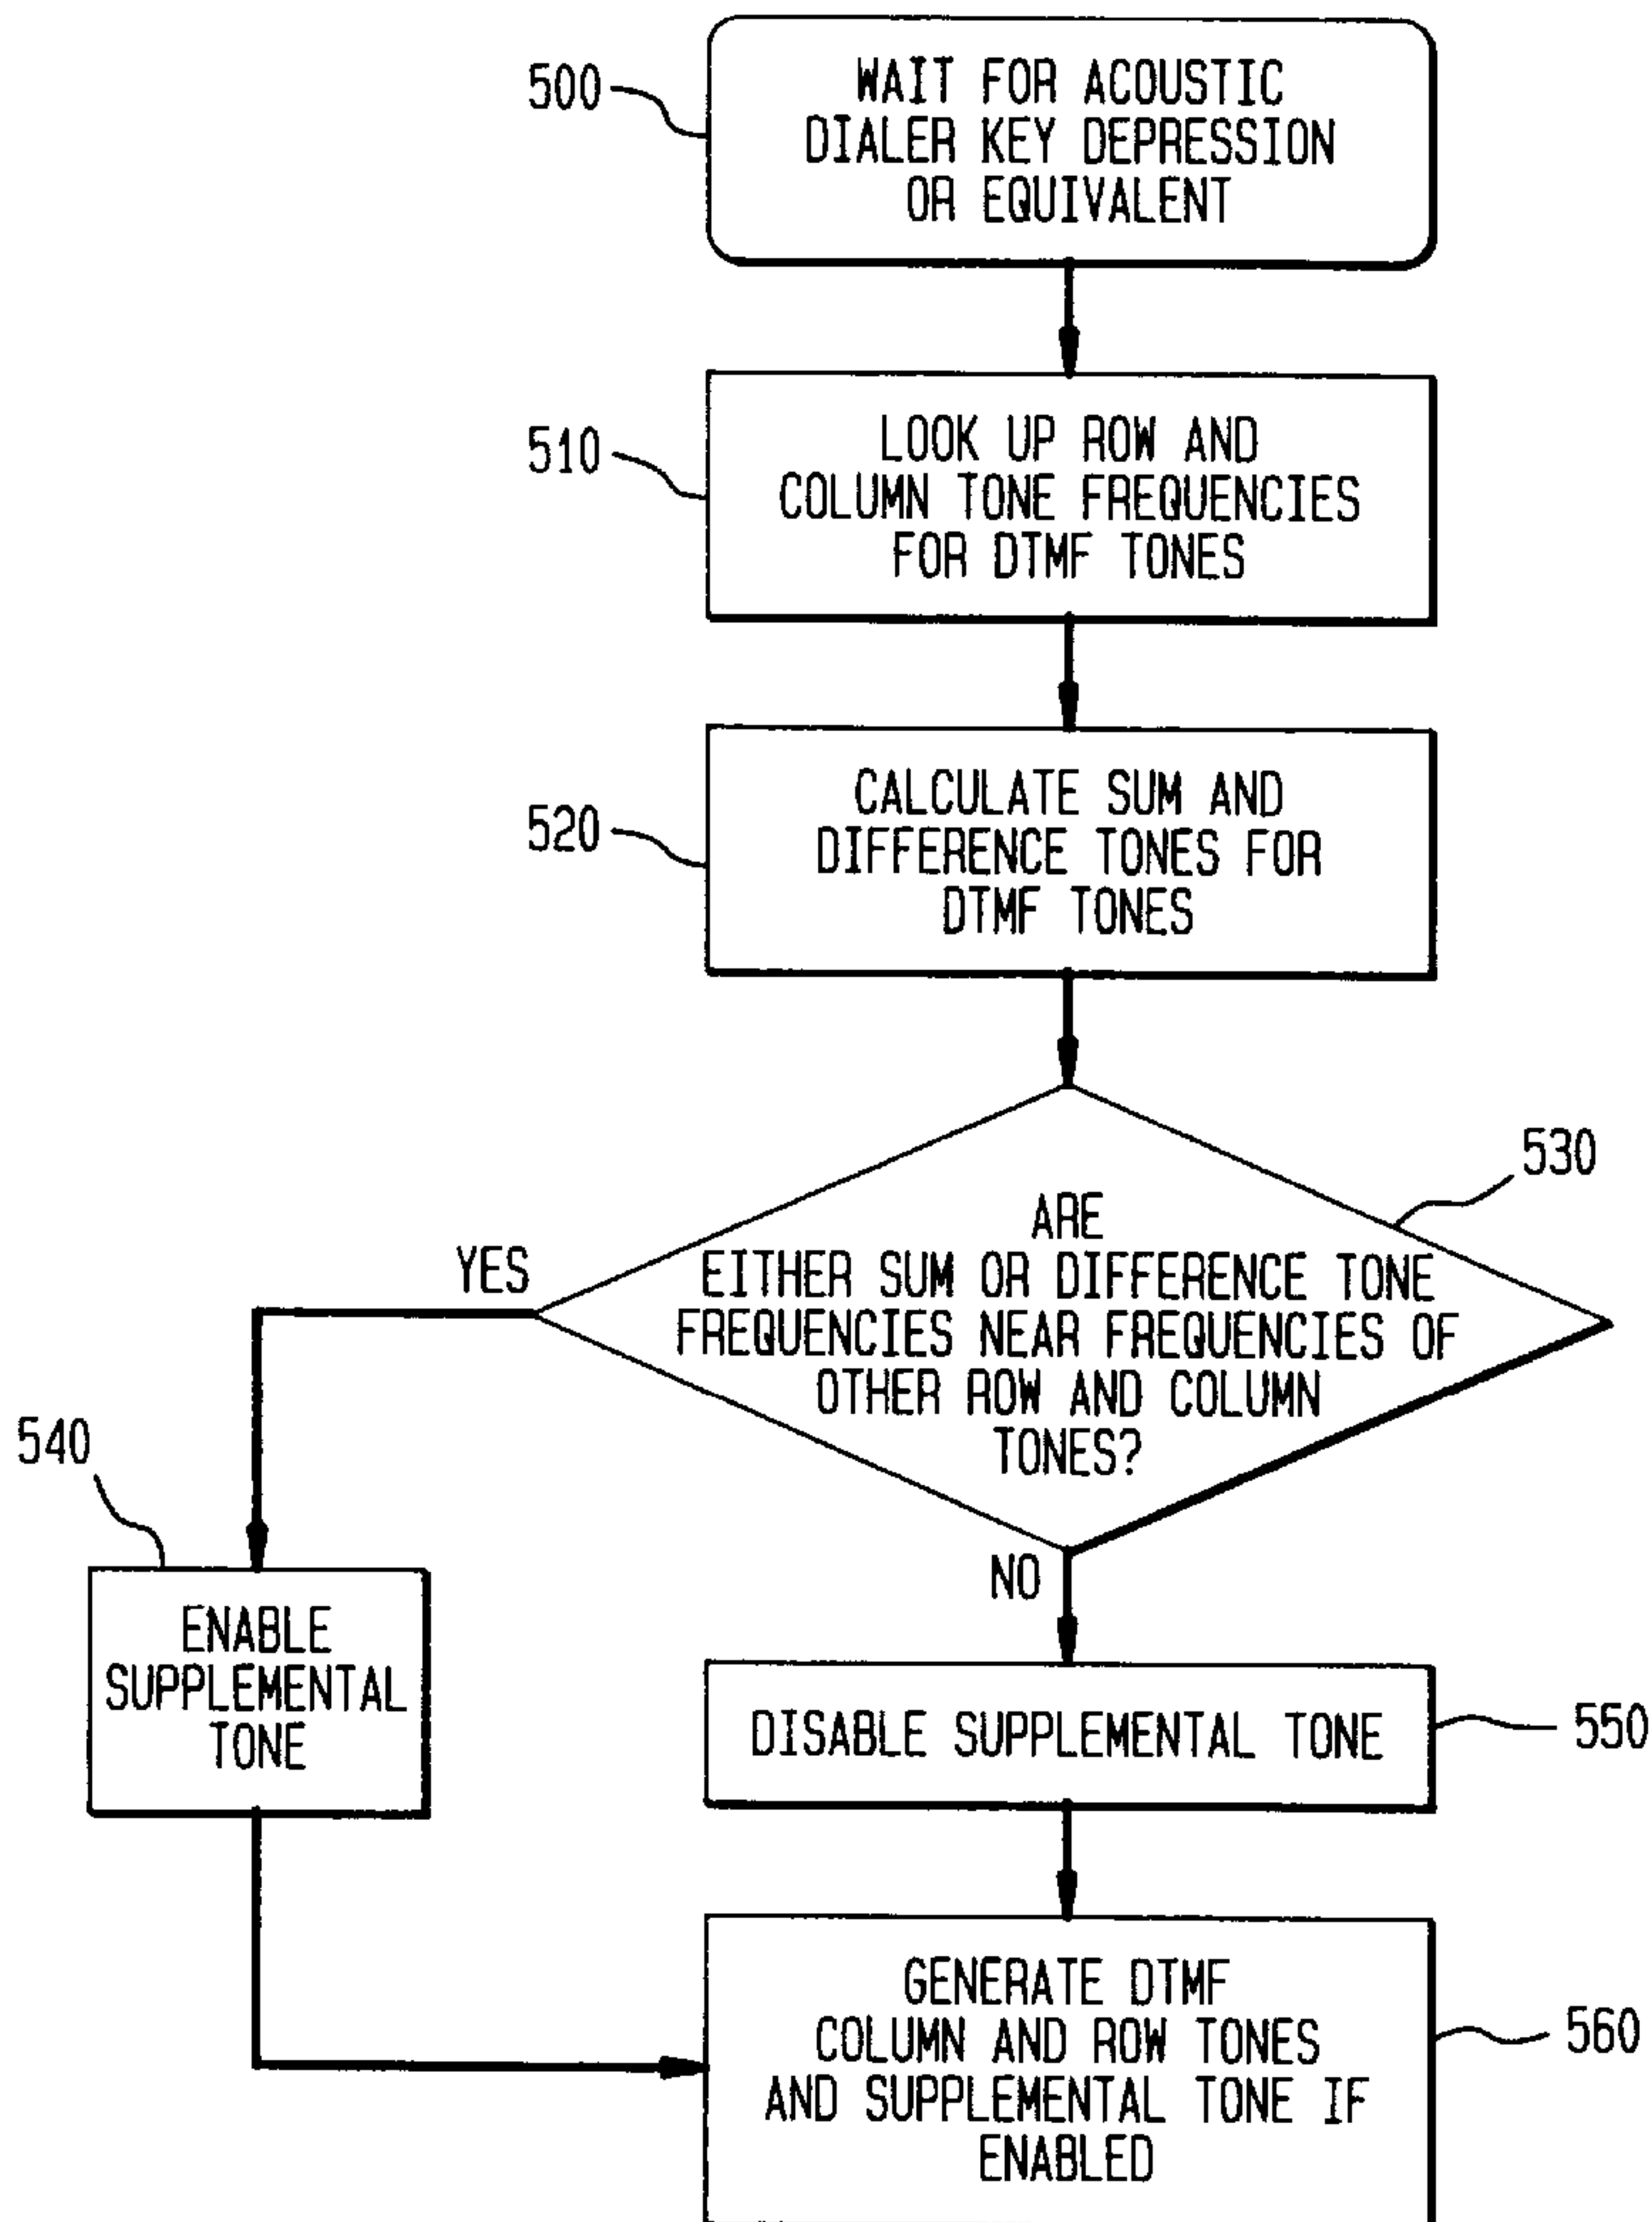 500
WAIT FOR ACOUSTIC
DIALER KEY DEPRESSION
OR EQUIVALENT
510
LOOK UP ROW AND
COLUMN TONE FREQUENCIES
FOR DTMF TONES
520
CALCULATE SUM AND
DIFFERENCE TONES FOR
DTMF TONES
530
ARE
EITHER SUM OR DIFFERENCE TONE
FREQUENCIES NEAR FREQUENCIES OF
OTHER ROW AND COLUMN
TONES?
YES
NO
540
ENABLE
SUPPLEMENTAL
TONE
DISABLE SUPPLEMENTAL TONE
550
GENERATE DTMF
COLUMN AND ROW TONES
AND SUPPLEMENTAL TONE IF
ENABLED
560